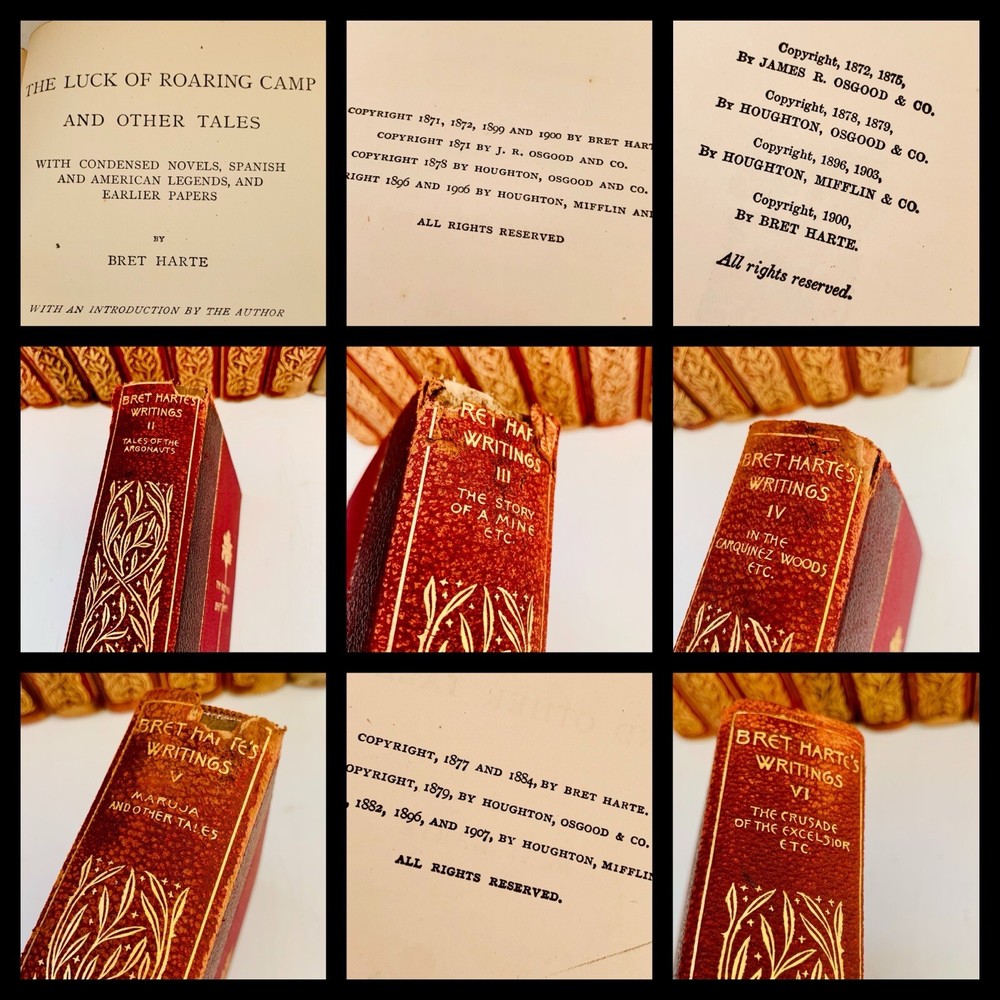 THE LUCK OF ROARING CAMP
AND OTHER TALES
WITH CONDENSED NOVELS, SPANISH
AND AMERICAN LEGENDS, AND
EARLIER PAPERS
BY
BRET HARTE
WITH AN INTRODUCTION BY THE AUTHOR
COPYRIGHT 1871, 1872, 1899 AND 1900 BY BRET HART
COPYRIGHT 1871 BY J. R. OSGOOD AND CO.
COPYRIGHT 1878 BY HOUGHTON, OSGOOD AND CO.
RIGHT 1896 AND 1906 BY HOUGHTON, MIFFLIN AND
ALL RIGHTS RESERVED
Copyright, 1872, 1875,
By JAMES R. OSGOOD & CO.
Copyright, 1878, 1879,
By HOUGHTON, OSGOOD & CO.
Copyright, 1896, 1903,
By HOUGHTON, MIFFLIN & CO.
Copyright, 1900,
By BRET HARTE.
All rights reserved.
BRET HARTE'S
WRITINGS
II
TALES OF THE
ARGONAUTS
RET HAR
WRITINGS
III
THE STORY
OF A MINE
ETC.
BRET HARTE'S
WRITINGS
IV
IN THE
CARQUINEZ WOODS
ETC.
BRET HARTE'S
WRITINGS
V
MARUJA
AND OTHER TALES
COPYRIGHT, 1877 AND 1884, BY BRET HARTE.
OPYRIGHT, 1879, BY HOUGHTON, OSGOOD & CO.
, 1882, 1896, AND 1907, BY HOUGHTON, MIFFLIN
ALL RIGHTS RESERVED.
BRET HARTE'S
WRITINGS
VI
THE CRUSADE
OF THE EXCELSIOR
ETC.